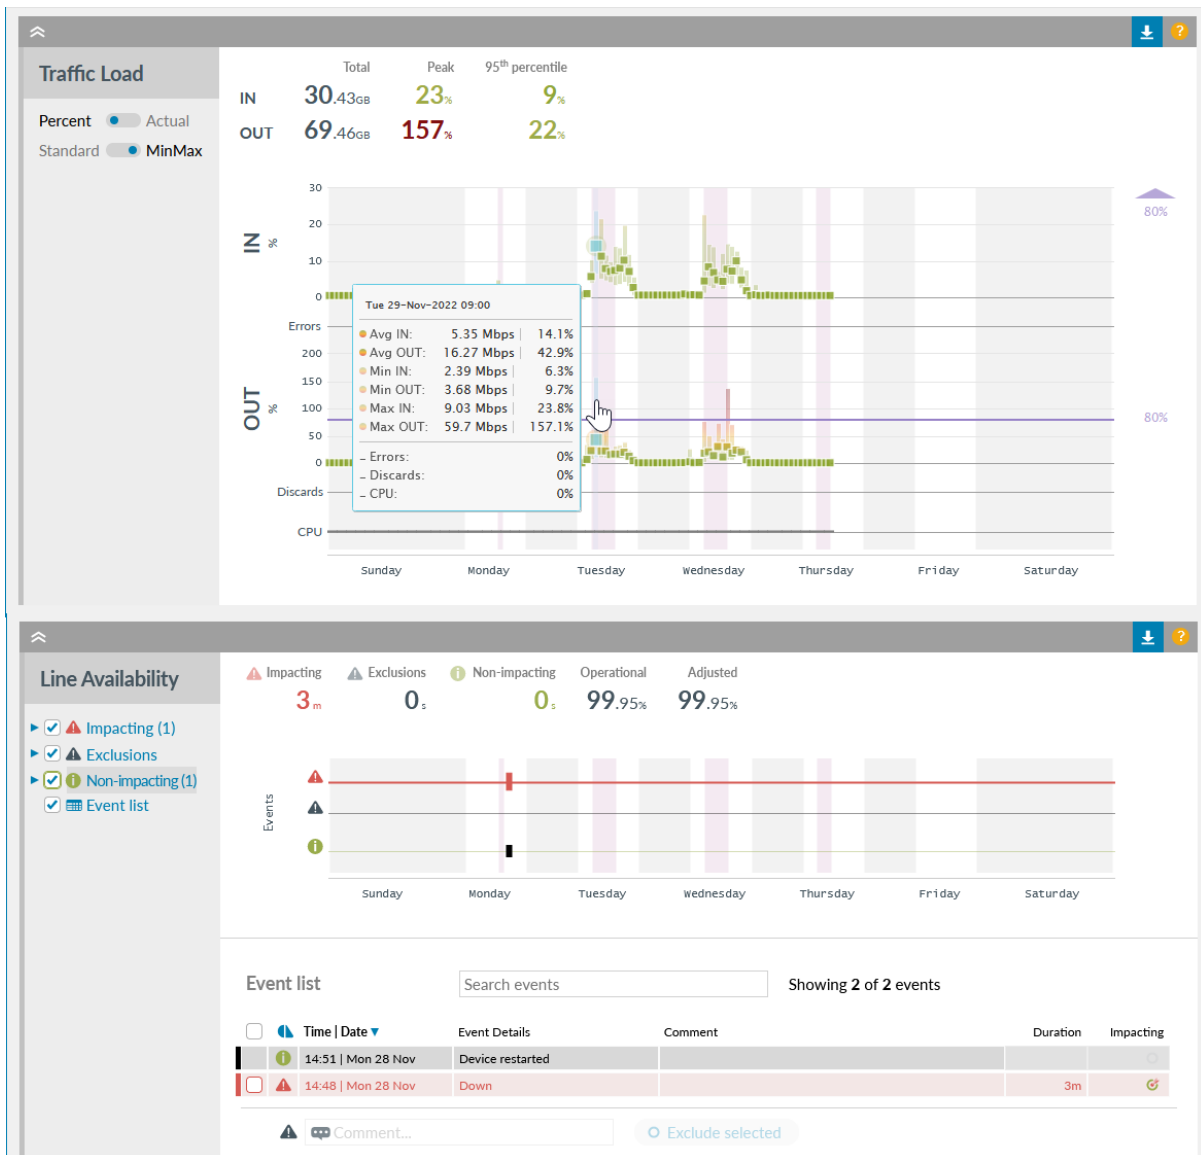 Traffic Load
Percent Actual
Standard MinMax
Total Peak 95th percentile
IN 30.43GB 23% 9%
OUT 69.46GB 157% 22%
30
20
10
0
IN %
Errors
200
150
100
50
0
OUT %
Discards
CPU
80%
80%
Tue 29-Nov-2022 09:00
Avg IN: 5.35 Mbps | 14.1%
Avg OUT: 16.27 Mbps | 42.9%
Min IN: 2.39 Mbps | 6.3%
Min OUT: 3.68 Mbps | 9.7%
Max IN: 9.03 Mbps | 23.8%
Max OUT: 59.7 Mbps | 157.1%
Errors: 0%
Discards: 0%
CPU: 0%
Sunday Monday Tuesday Wednesday Thursday Friday Saturday
Line Availability
Impacting (1)
Exclusions
Non-impacting (1)
Event list
Impacting Exclusions Non-impacting Operational Adjusted
3m 0s 0s 99.95% 99.95%
Events
Sunday Monday Tuesday Wednesday Thursday Friday Saturday
Event list Search events Showing 2 of 2 events
Time | Date Event Details Comment Duration Impacting
14:51 | Mon 28 Nov Device restarted
14:48 | Mon 28 Nov Down 3m
Comment... Exclude selected